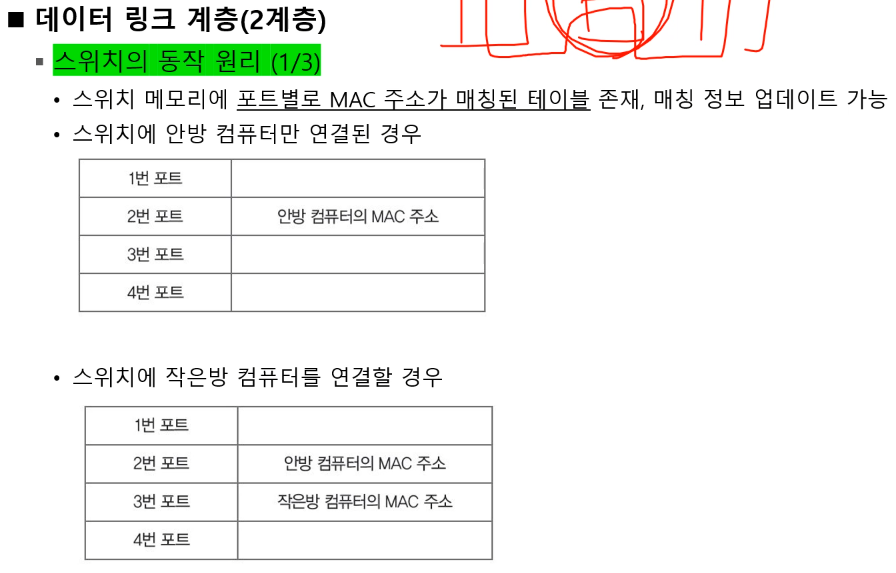 ■ 데이터 링크 계층(2계층)
▪ 스위치의 동작 원리 (1/3)
• 스위치 메모리에 포트별로 MAC 주소가 매칭된 테이블 존재, 매칭 정보 업데이트 가능
• 스위치에 안방 컴퓨터만 연결된 경우
1번 포트
2번 포트 안방 컴퓨터의 MAC 주소
3번 포트
4번 포트
• 스위치에 작은방 컴퓨터를 연결할 경우
1번 포트
2번 포트 안방 컴퓨터의 MAC 주소
3번 포트 작은방 컴퓨터의 MAC 주소
4번 포트